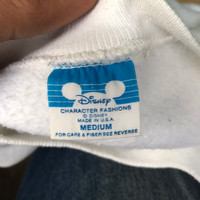 Disney
CHARACTER FASHIONS
© DISNEY
MADE IN U.S.A.
MEDIUM
FOR CARE & FIBER/SEE REVERSE